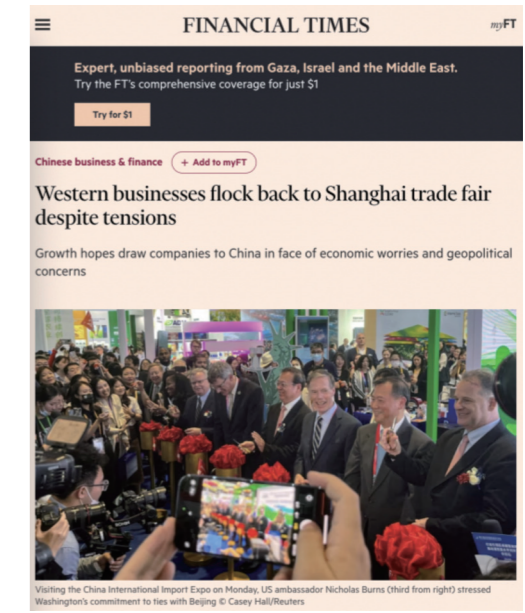 FINANCIAL TIMES
myFT
Expert, unbiased reporting from Gaza, Israel and the Middle East.
Try the FT's comprehensive coverage for just $1
Try for $1
Chinese business & finance
+ Add to myFT
Western businesses flock back to Shanghai trade fair
despite tensions
Growth hopes draw companies to China in face of economic worries and geopolitical
concerns
Visiting the China International Import Expo on Monday, US ambassador Nicholas Burns (third from right) stressed
Washington's commitment to ties with Beijing © Casey Hall/Reuters